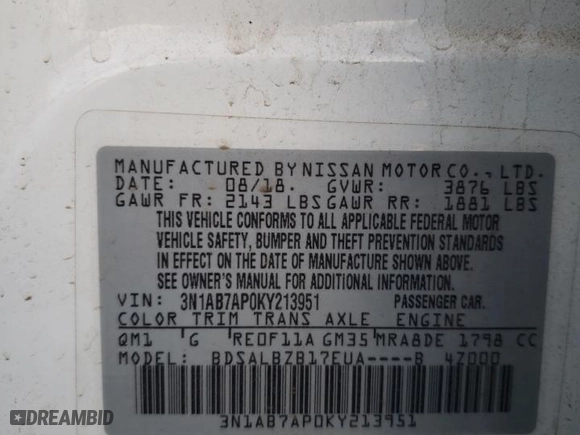 MANUFACTURED BY NISSAN MOTOR CO., LTD.
DATE: 08/18. GVWR: 3876 LBS
GAWR FR: 2143 LBS GAWR RR: 1881 LBS
THIS VEHICLE CONFORMS TO ALL APPLICABLE FEDERAL MOTOR
VEHICLE SAFETY, BUMPER AND THEFT PREVENTION STANDARDS
IN EFFECT ON THE DATE OF MANUFACTURE SHOWN ABOVE.
SEE OWNER'S MANUAL FOR ADDITIONAL INFORMATION.
VIN: 3N1AB7AP0KY213951 PASSENGER CAR.
COLOR TRIM TRANS AXLE ENGINE
QM1 G RE0F11A GM35 MRA8DE 1798 CC
MODEL: BDSALBZB17EUA----B 4Z000
3N1AB7AP0KY213951
DREAMBID